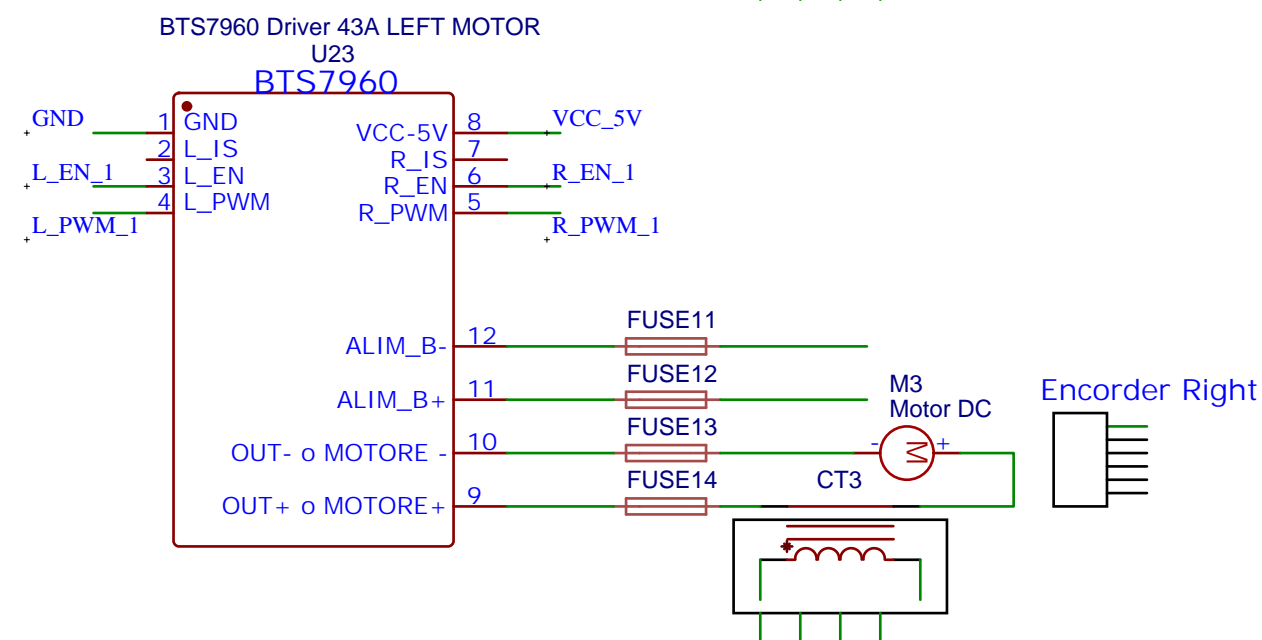 BTS7960 Driver 43A LEFT MOTOR
U23
BTS7960
GND
1
GND
VCC-5V
8
VCC_5V
2
L_IS
R_IS
7
L_EN_1
3
L_EN
R_EN
6
R_EN_1
4
L_PWM
R_PWM
5
L_PWM_1
R_PWM_1
ALIM_B-
12
FUSE11
ALIM_B+
11
FUSE12
M3
Motor DC
Encorder Right
OUT- o MOTORE -
10
FUSE13
-
M
+
OUT+ o MOTORE+
9
FUSE14
CT3